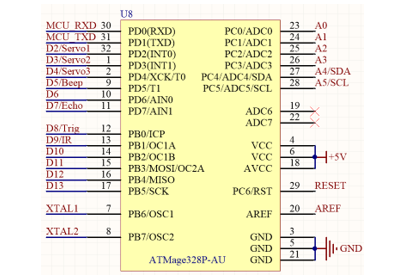 U8
MCU_RXD 30 PD0(RXD) PC0/ADC0 23 A0
MCU_TXD 31 PD1(TXD) PC1/ADC1 24 A1
D2/Servo1 32 PD2(INT0) PC2/ADC2 25 A2
D3/Servo2 1 PD3(INT1) PC3/ADC3 26 A3
D4/Servo3 2 PD4/XCK/T0 PC4/ADC4/SDA 27 A4/SDA
D5/Beep 9 PD5/T1 PC5/ADC5/SCL 28 A5/SCL
D6 10 PD6/AIN0
D7/Echo 11 PD7/AIN1 ADC6 19
ADC7 22
D8/Trig 12 PB0/ICP
D9/IR 13 PB1/OC1A VCC 4
D10 14 PB2/OC1B VCC 6 +5V
D11 15 PB3/MOSI/OC2A AVCC 18
D12 16 PB4/MISO
D13 17 PB5/SCK PC6/RST 29 RESET
XTAL1 7 PB6/OSC1 AREF 20 AREF
XTAL2 8 PB7/OSC2 GND 3
GND 5 GND
GND 21
ATMage328P-AU